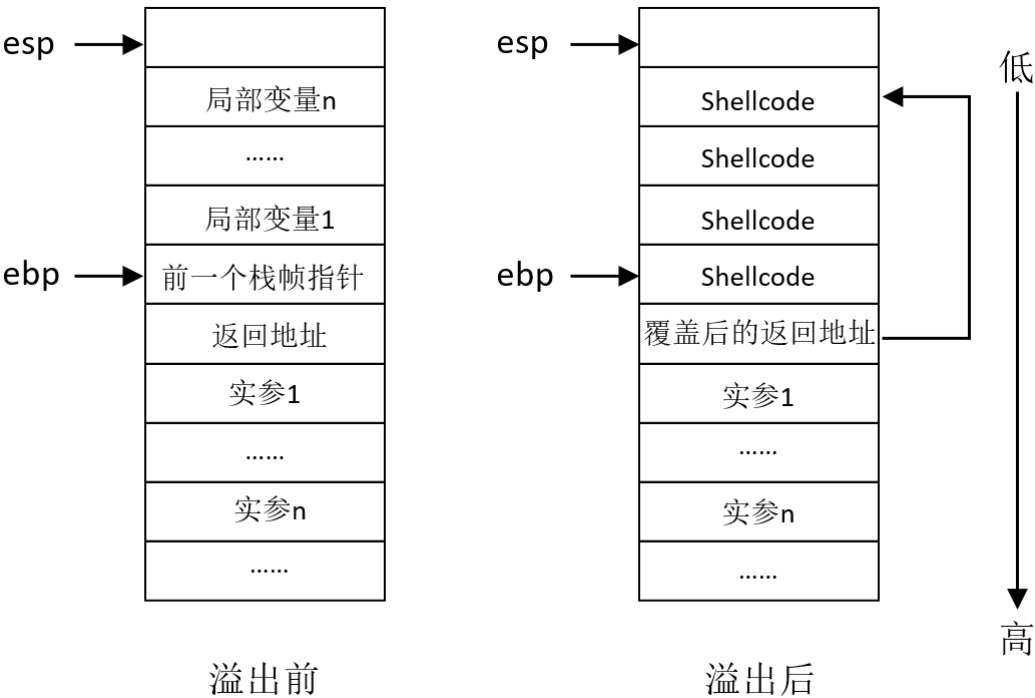 esp
局部变量n
……
局部变量1
ebp
前一个栈帧指针
返回地址
实参1
……
实参n
……
溢出前
esp
Shellcode
Shellcode
Shellcode
ebp
Shellcode
覆盖后的返回地址
实参1
……
实参n
……
溢出后
低
高